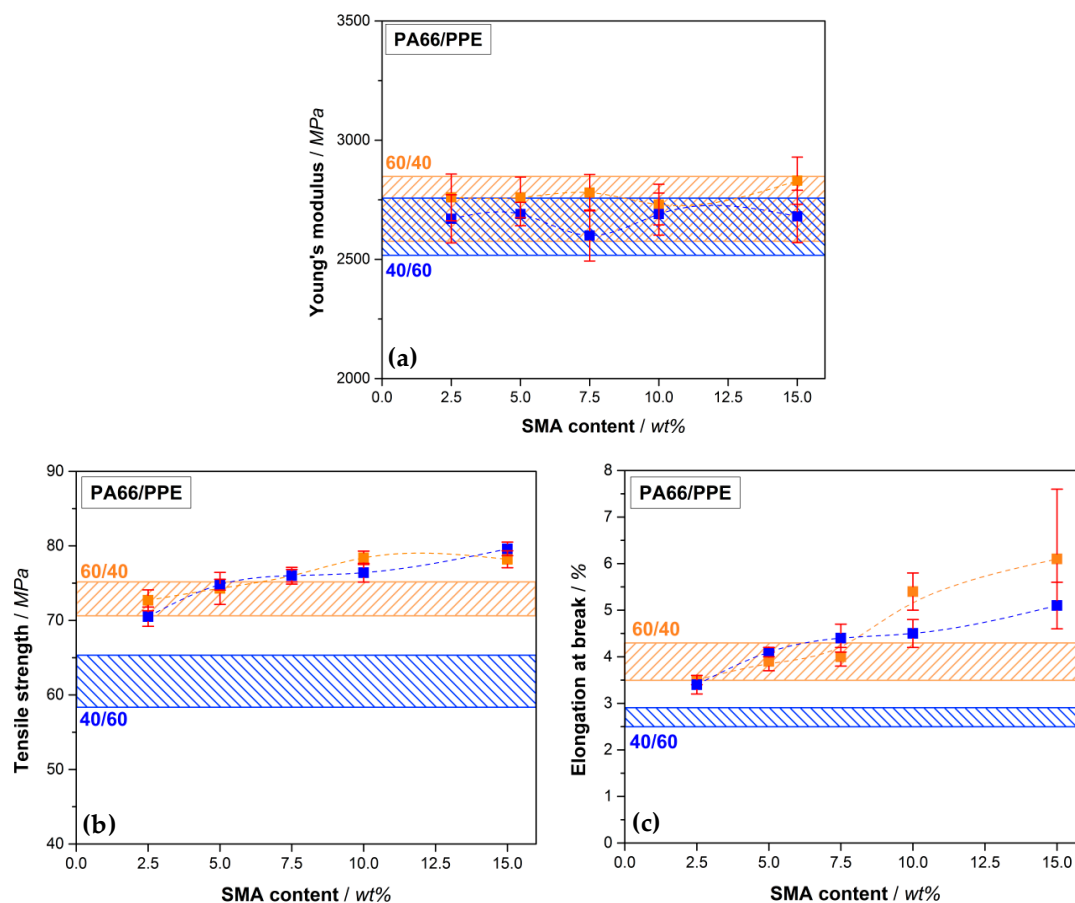 3500
PA66/PPE
3000
60/40
2500
40/60
2000
Young's modulus / MPa
(a)
0.0 2.5 5.0 7.5 10.0 12.5 15.0
SMA content / wt%
90
PA66/PPE
80
60/40
70
60
40/60
50
40
Tensile strength / MPa
(b)
0.0 2.5 5.0 7.5 10.0 12.5 15.0
SMA content / wt%
8
PA66/PPE
7
6
5
60/40
4
3
40/60
2
1
0
Elongation at break / %
(c)
0.0 2.5 5.0 7.5 10.0 12.5 15.0
SMA content / wt%